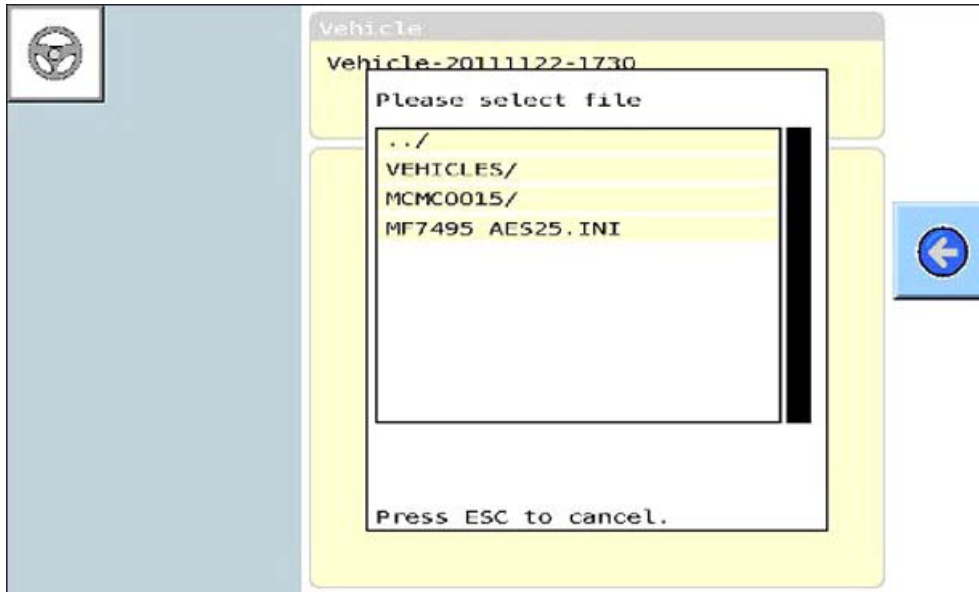 Vehicle
Vehicle-20111122-1730
Please select file
../
VEHICLES/
MCMC0015/
MF7495 AES25.INI
Press ESC to cancel.